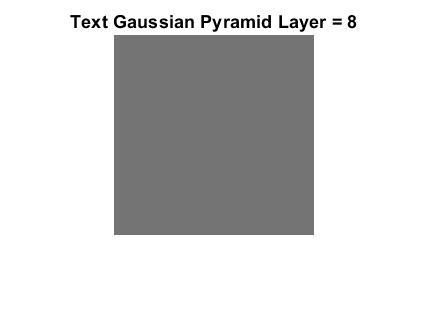 Text Gaussian Pyramid Layer = 8